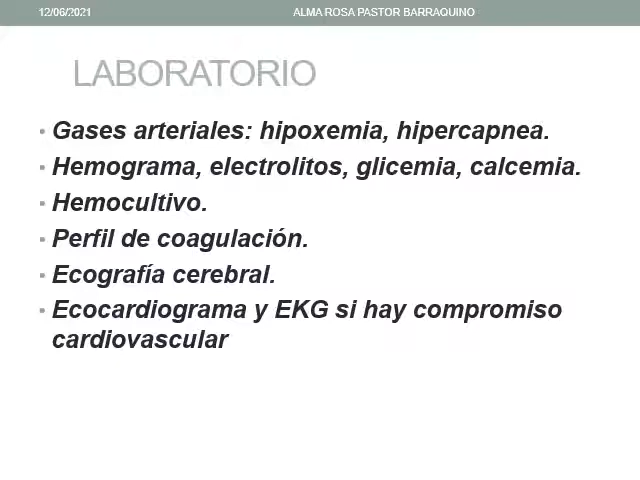 12/06/2021 ALMA ROSA PASTOR BARRAQUINO
LABORATORIO
• Gases arteriales: hipoxemia, hipercapnea.
• Hemograma, electrolitos, glicemia, calcemia.
• Hemocultivo.
• Perfil de coagulación.
• Ecografía cerebral.
• Ecocardiograma y EKG si hay compromiso
cardiovascular